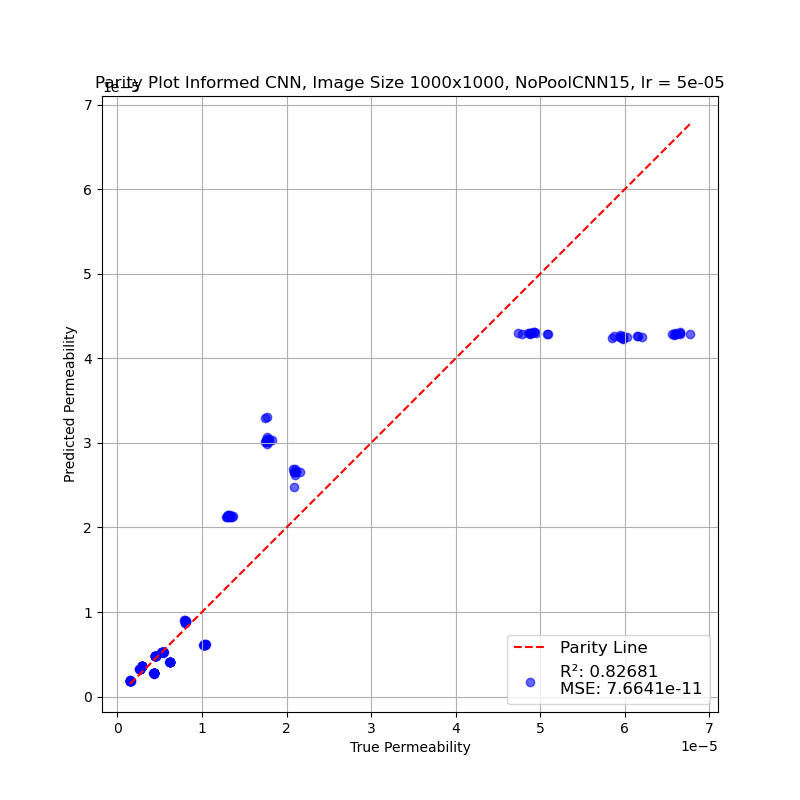 Parity Plot Informed CNN, Image Size 1000x1000, NoPoolCNN15, lr = 5e-05
1e−5
7
6
5
4
3
2
1
0
Predicted Permeability
Parity Line
R²: 0.82681
MSE: 7.6641e-11
0 1 2 3 4 5 6 7
True Permeability
1e−5